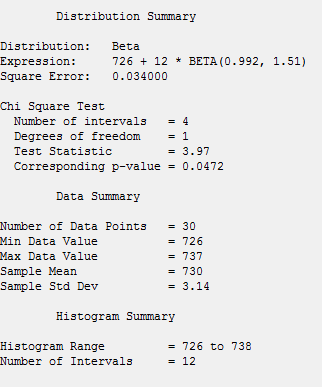 Distribution Summary
Distribution: Beta
Expression: 726 + 12 * BETA(0.992, 1.51)
Square Error: 0.034000
Chi Square Test
Number of intervals = 4
Degrees of freedom = 1
Test Statistic = 3.97
Corresponding p-value = 0.0472
Data Summary
Number of Data Points = 30
Min Data Value = 726
Max Data Value = 737
Sample Mean = 730
Sample Std Dev = 3.14
Histogram Summary
Histogram Range = 726 to 738
Number of Intervals = 12